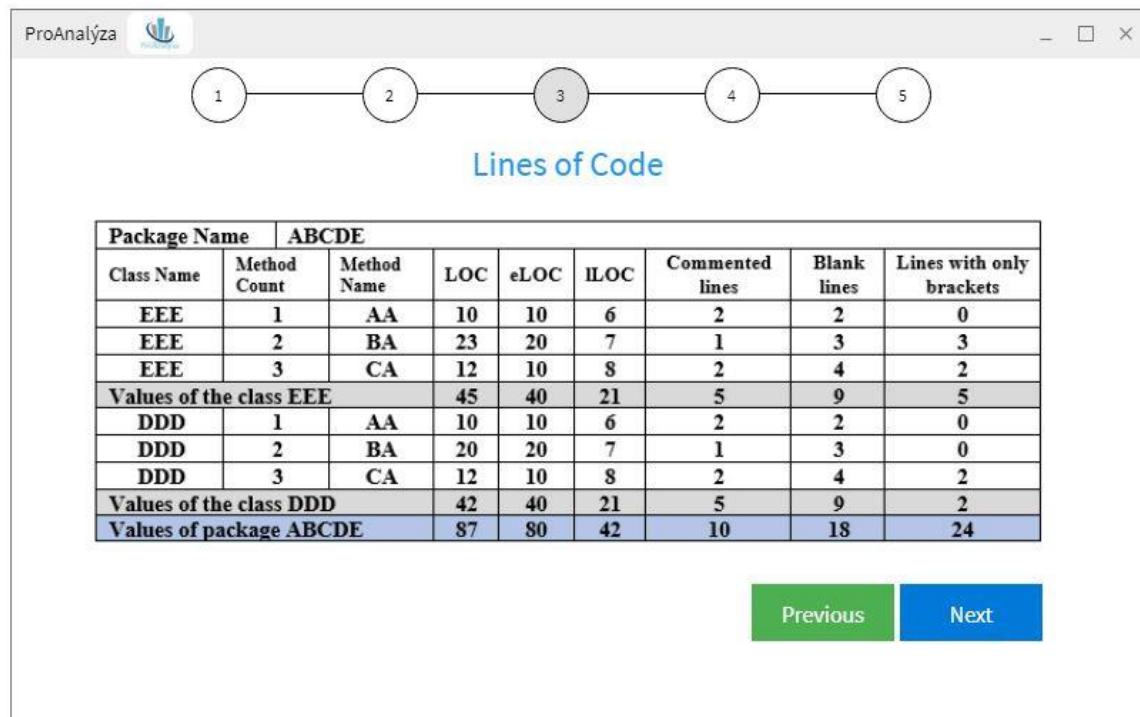 ProAnalýza
1 2 3 4 5
Lines of Code
Package Name ABCDE
Class Name Method Count Method Name LOC eLOC lLOC Commented lines Blank lines Lines with only brackets
EEE 1 AA 10 10 6 2 2 0
EEE 2 BA 23 20 7 1 3 3
EEE 3 CA 12 10 8 2 4 2
Values of the class EEE 45 40 21 5 9 5
DDD 1 AA 10 10 6 2 2 0
DDD 2 BA 20 20 7 1 3 0
DDD 3 CA 12 10 8 2 4 2
Values of the class DDD 42 40 21 5 9 2
Values of package ABCDE 87 80 42 10 18 24
Previous Next